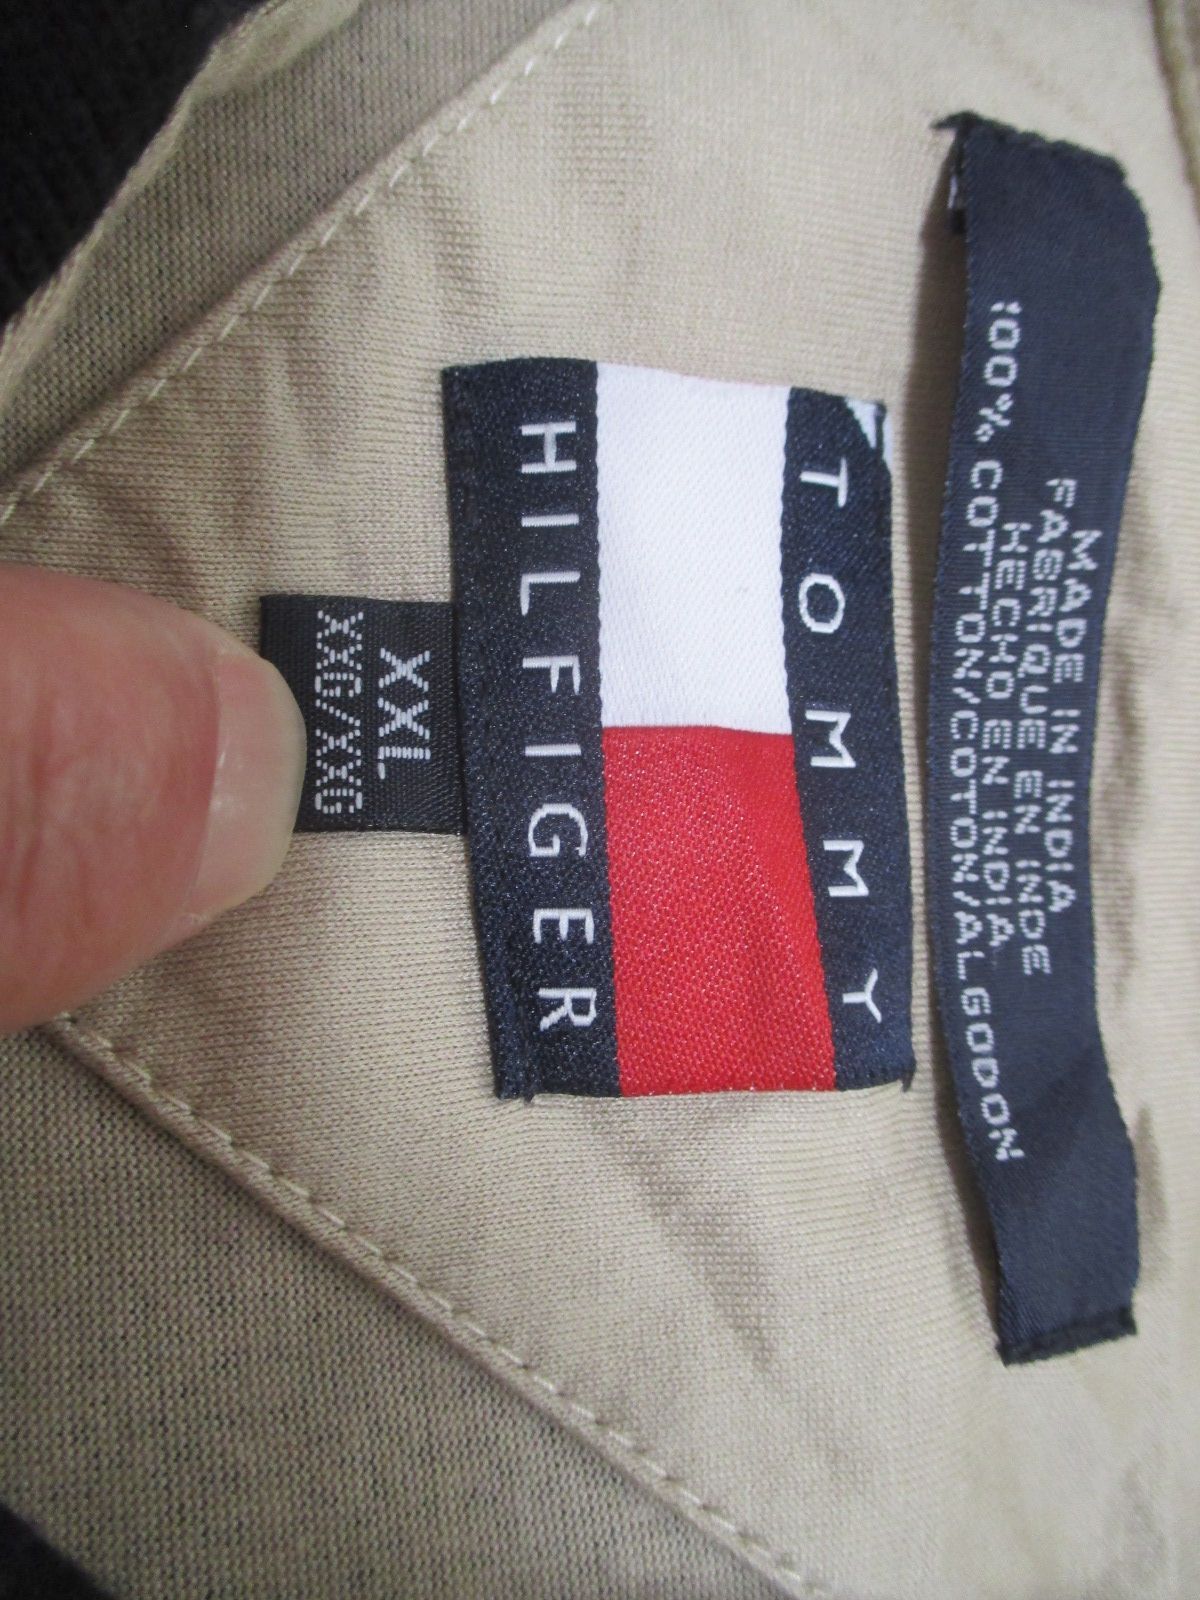 100% COTTON/COTON/ALGODON
MADE IN INDIA
FABRIQUE EN INDE
HECHO EN INDIA
TOMMY
HILFIGER
XXL
XXG/XXG